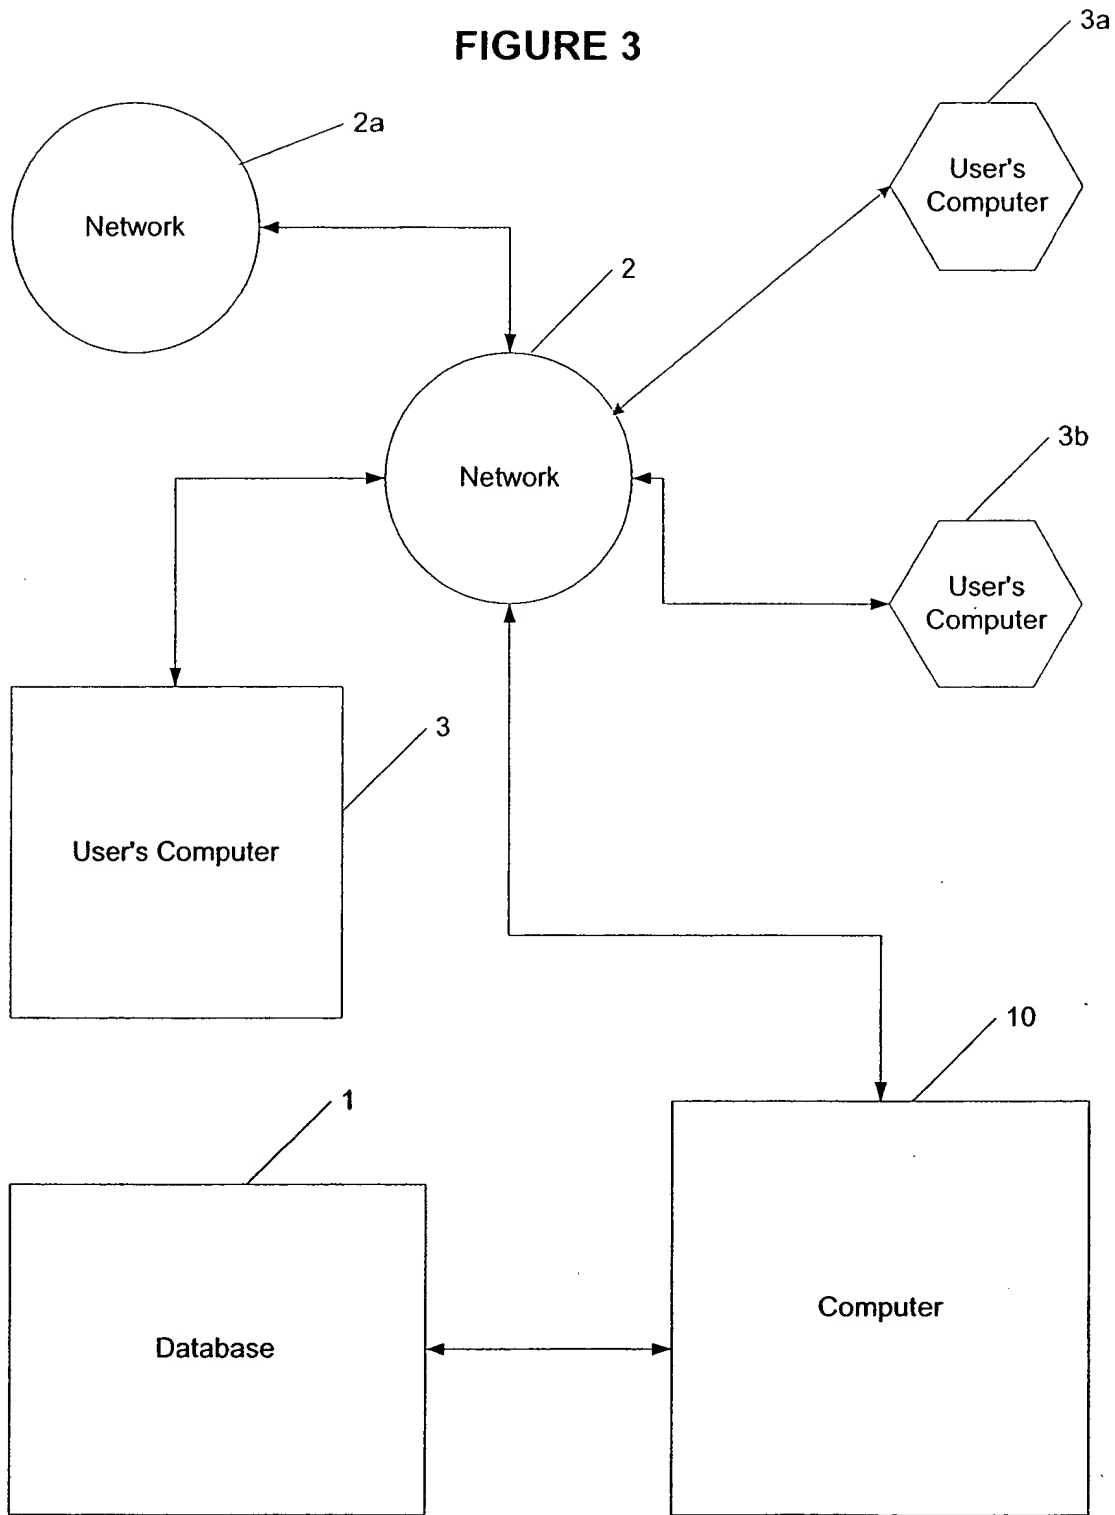 FIGURE 3
3a
2a
User's
Computer
Network
2
3b
Network
User's
Computer
3
User's Computer
10
1
Computer
Database